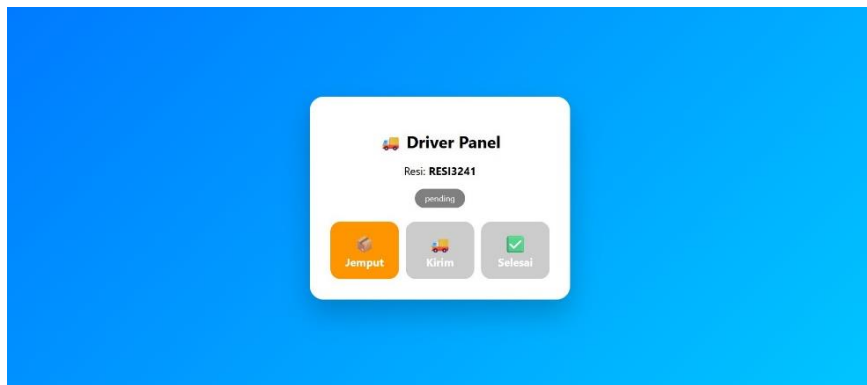 Driver Panel
Resi: RESI3241
pending
Jemput Kirim Selesai